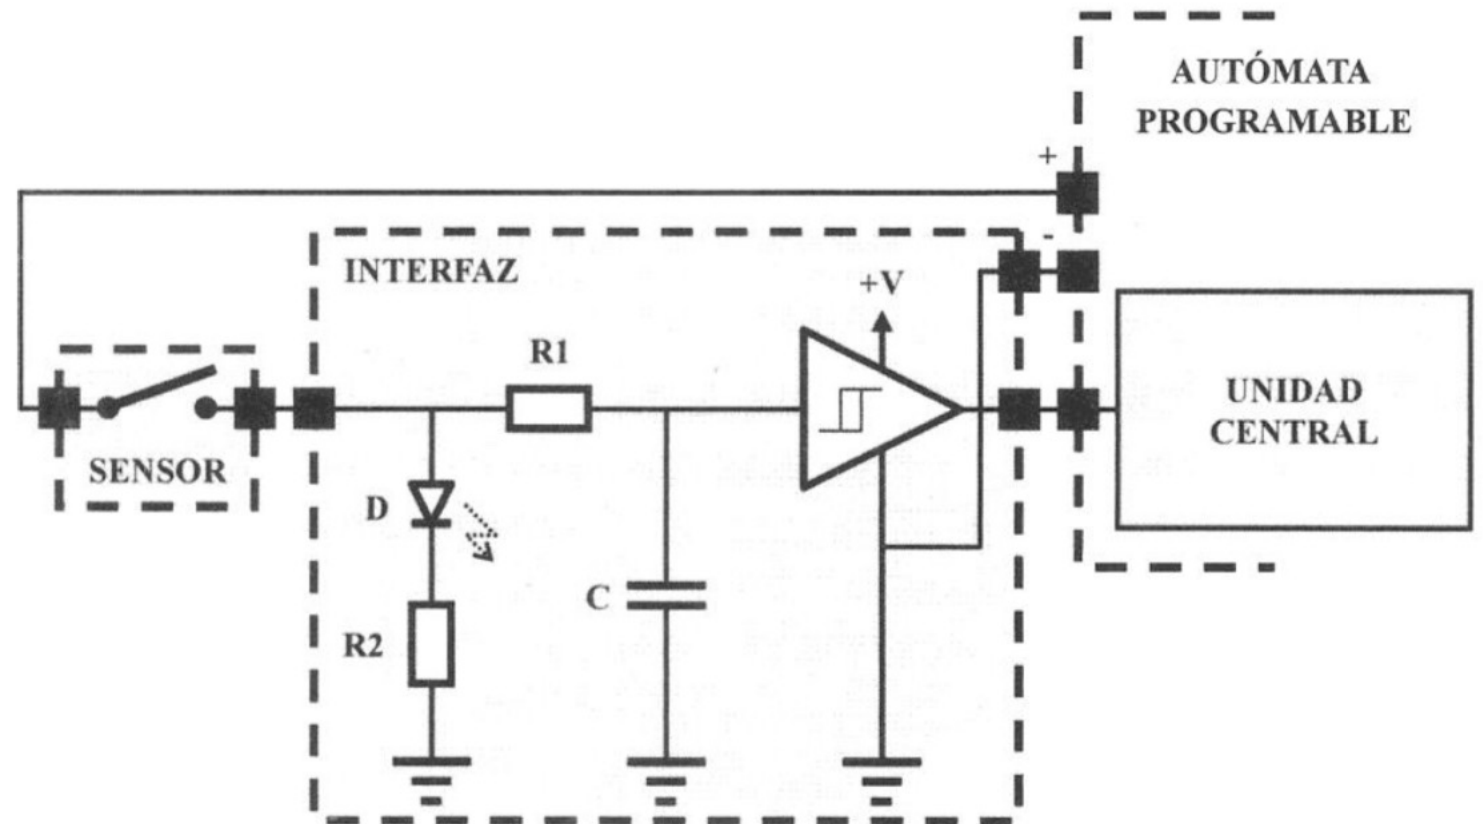 AUTÓMATA
PROGRAMABLE
+
-
INTERFAZ
+V
R1
UNIDAD
CENTRAL
SENSOR
D
C
R2